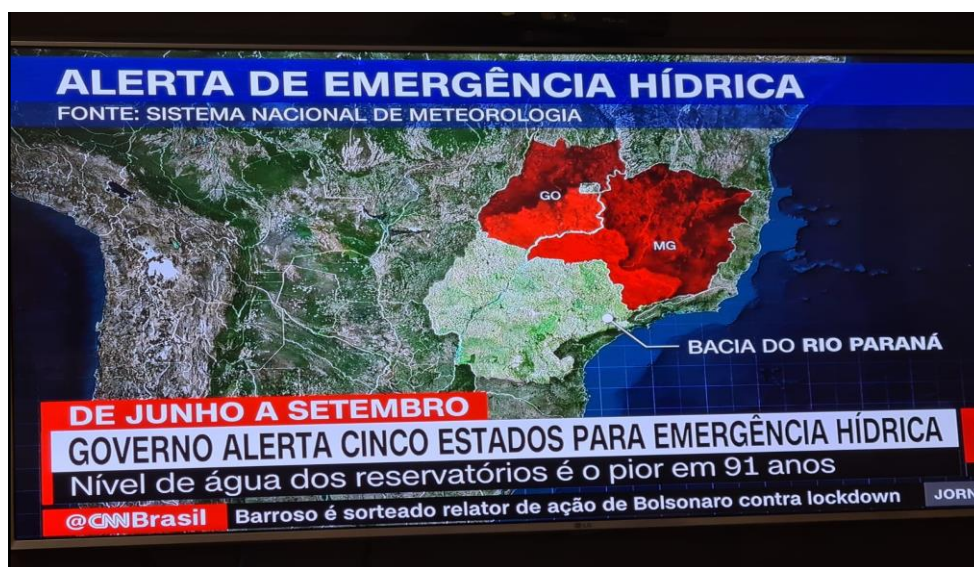 ALERTA DE EMERGÊNCIA HÍDRICA
FONTE: SISTEMA NACIONAL DE METEOROLOGIA
GO
MG
BACIA DO RIO PARANÁ
DE JUNHO A SETEMBRO
GOVERNO ALERTA CINCO ESTADOS PARA EMERGÊNCIA HÍDRICA
Nível de água dos reservatórios é o pior em 91 anos
@CNNBrasil Barroso é sorteado relator de ação de Bolsonaro contra lockdown JORN
LG